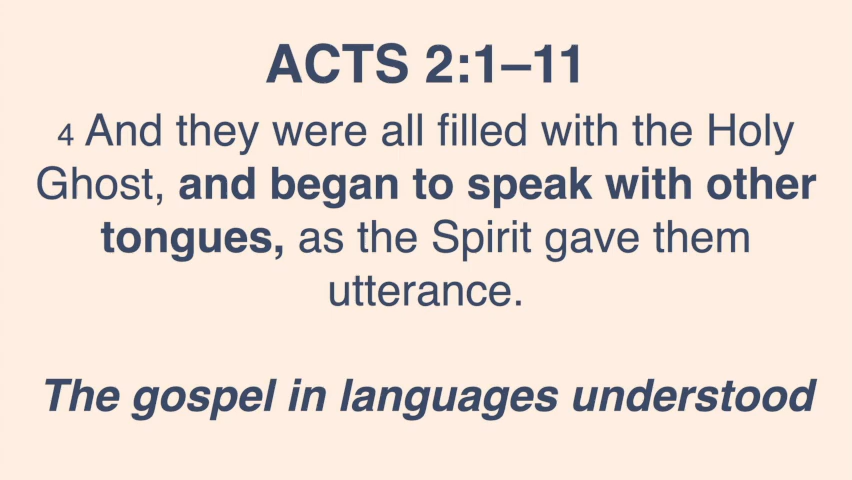 ACTS 2:1–11
4 And they were all filled with the Holy
Ghost, and began to speak with other
tongues, as the Spirit gave them
utterance.
The gospel in languages understood